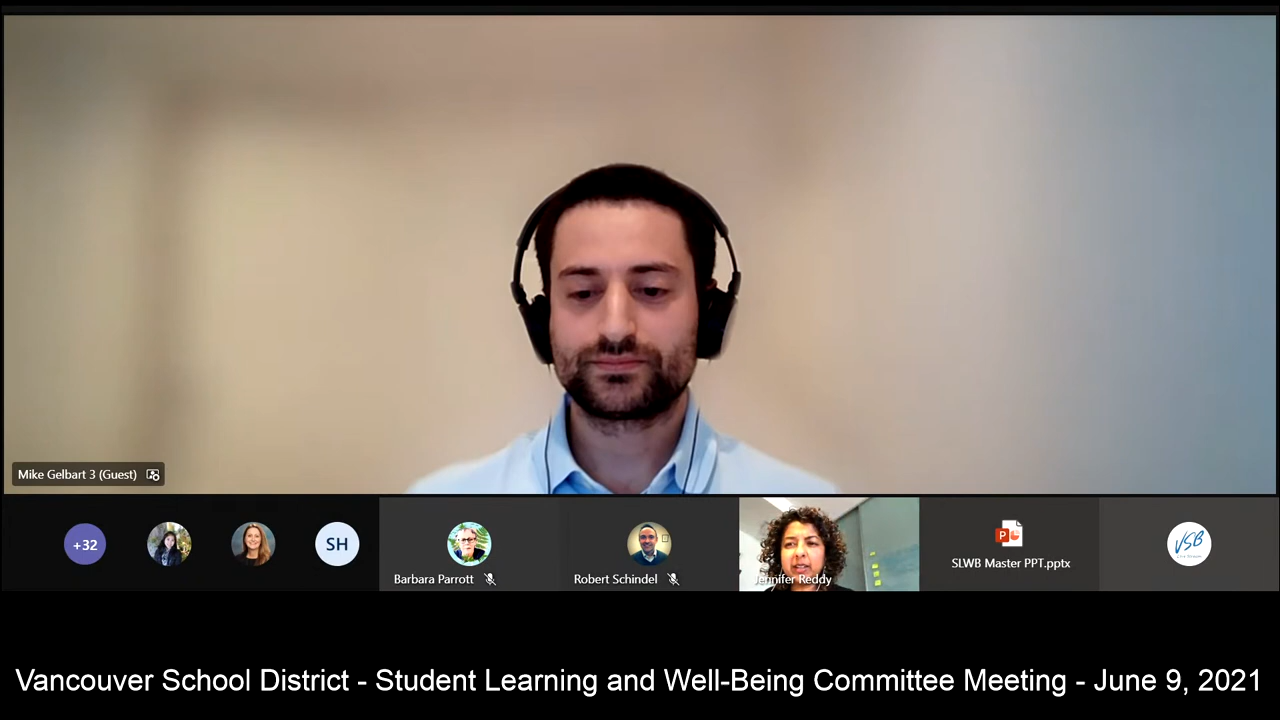 Mike Gelbart 3 (Guest)
+32
SH
Barbara Parrott
Robert Schindel
Jennifer Reddy
P
SLWB Master PPT.pptx
VSB
Vancouver School District - Student Learning and Well-Being Committee Meeting - June 9, 2021